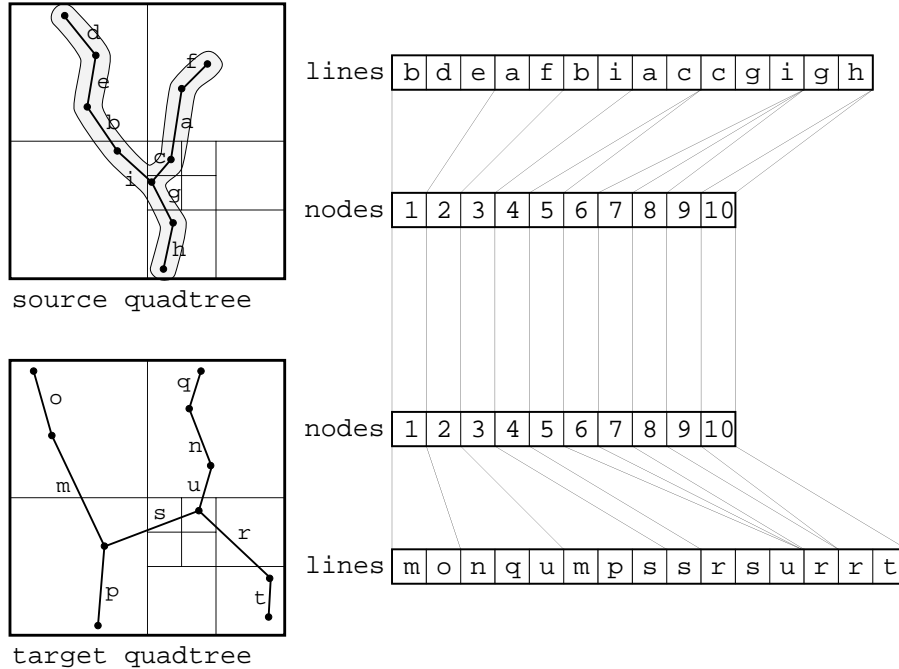 d
f
e
b
a
c
i
g
h
source quadtree
lines b d e a f b i a c c g i g h
nodes 1 2 3 4 5 6 7 8 9 10
q
o
n
m
u
s
r
p
t
target quadtree
nodes 1 2 3 4 5 6 7 8 9 10
lines m o n q u m p s s r s u r r t